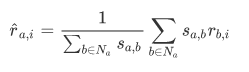 $$\hat{r}_{a,i} = \frac{1}{\sum_{b \in N_a} s_{a,b}} \sum_{b \in N_a} s_{a,b} r_{b,i}$$